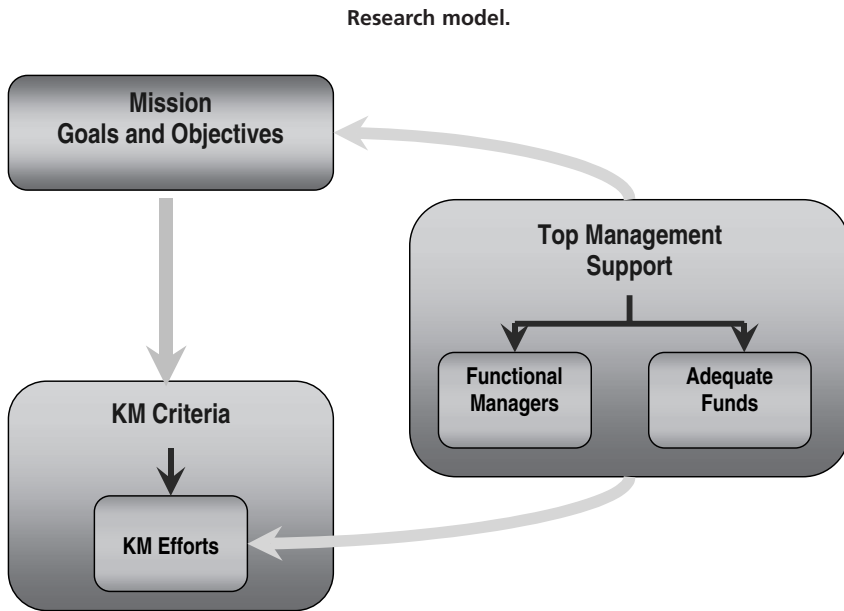 Research model.
Mission
Goals and Objectives
Top Management
Support
Functional
Managers
Adequate
Funds
KM Criteria
KM Efforts